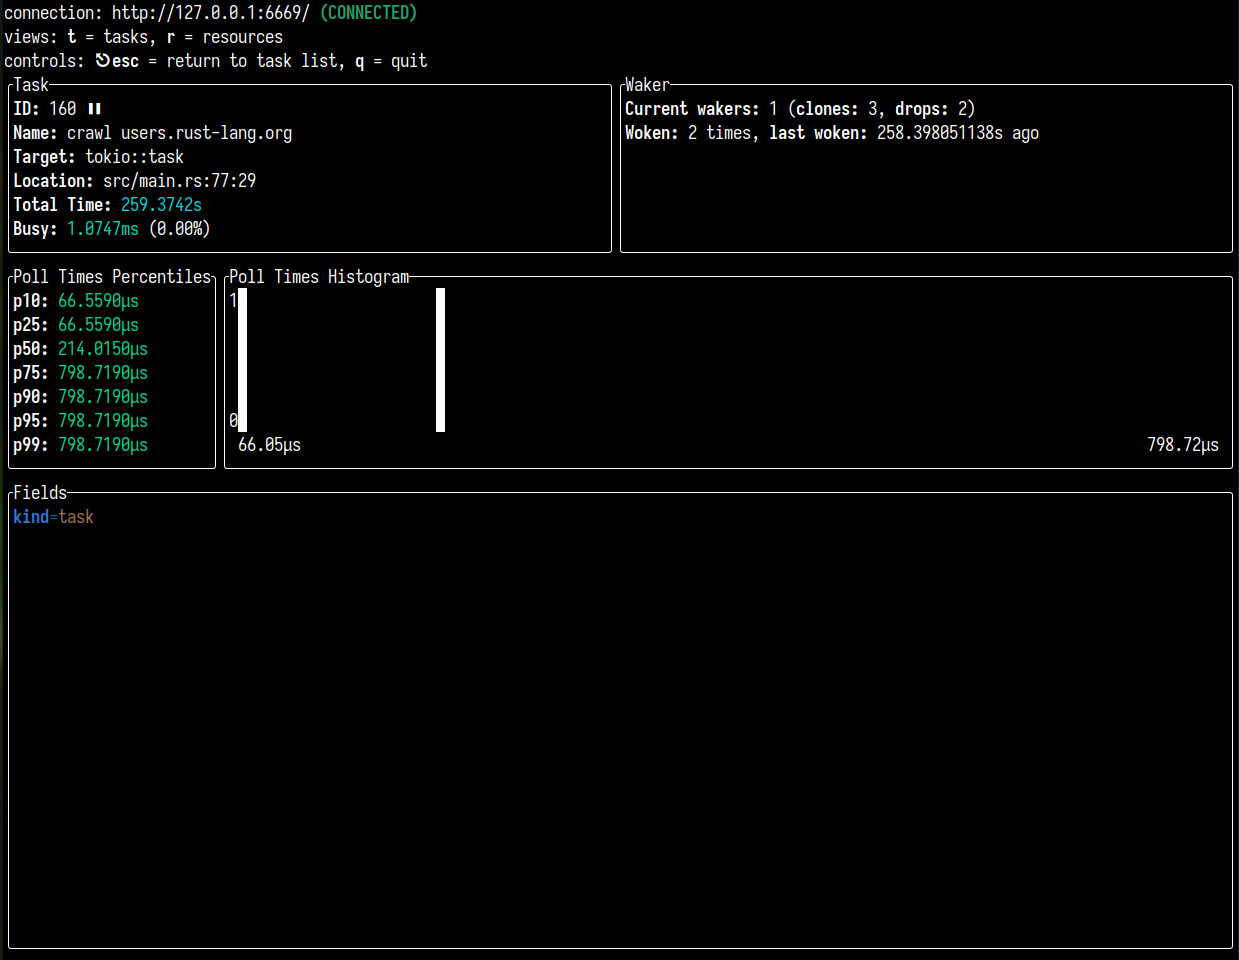 connection: http://127.0.0.1:6669/ (CONNECTED)
views: t = tasks, r = resources
controls: ⎋esc = return to task list, q = quit
Task
ID: 160 ⏸
Name: crawl users.rust-lang.org
Target: tokio::task
Location: src/main.rs:77:29
Total Time: 259.3742s
Busy: 1.0747ms (0.00%)
Waker
Current wakers: 1 (clones: 3, drops: 2)
Woken: 2 times, last woken: 258.398051138s ago
Poll Times Percentiles
p10: 66.5590µs
p25: 66.5590µs
p50: 214.0150µs
p75: 798.7190µs
p90: 798.7190µs
p95: 798.7190µs
p99: 798.7190µs
Poll Times Histogram
1
0
66.05µs 798.72µs
Fields
kind=task